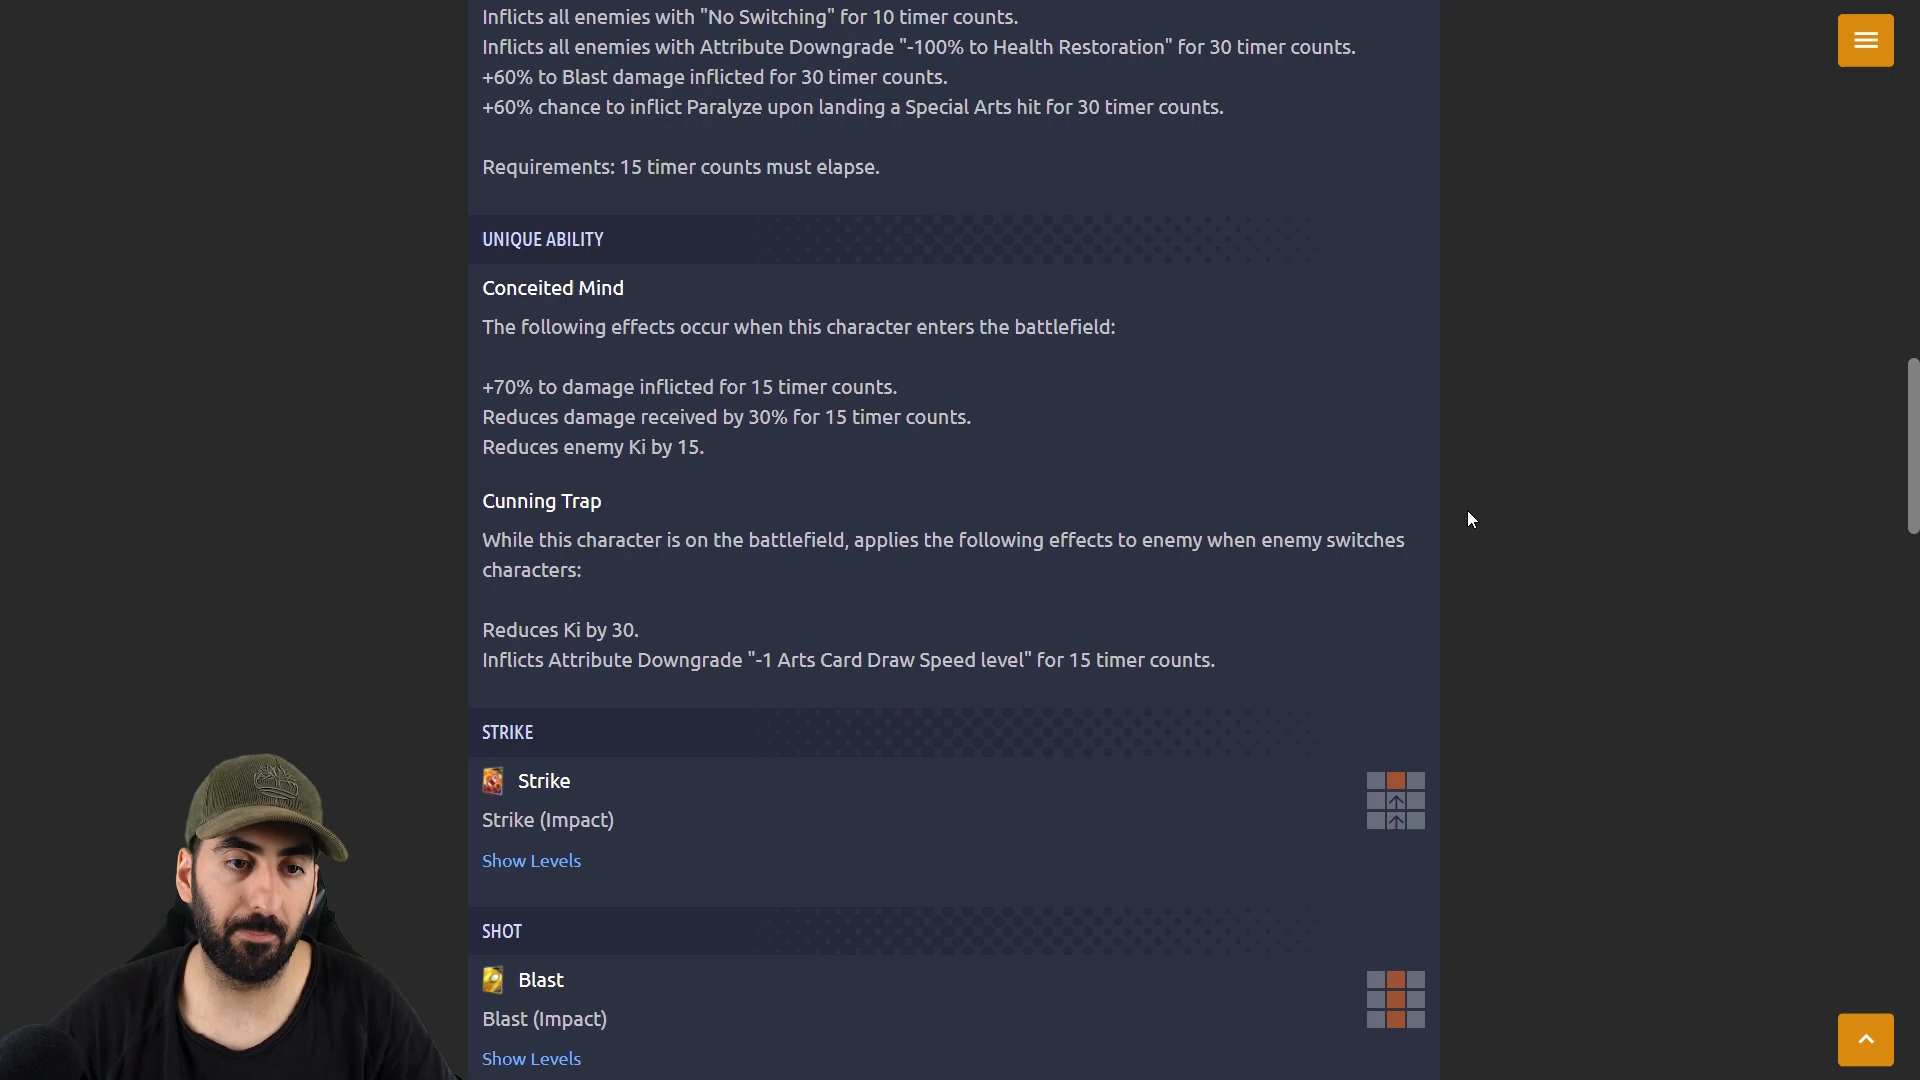 Inflicts all enemies with "No Switching" for 10 timer counts.
Inflicts all enemies with Attribute Downgrade "-100% to Health Restoration" for 30 timer counts.
+60% to Blast damage inflicted for 30 timer counts.
+60% chance to inflict Paralyze upon landing a Special Arts hit for 30 timer counts.
Requirements: 15 timer counts must elapse.
UNIQUE ABILITY
Conceited Mind
The following effects occur when this character enters the battlefield:
+70% to damage inflicted for 15 timer counts.
Reduces damage received by 30% for 15 timer counts.
Reduces enemy Ki by 15.
Cunning Trap
While this character is on the battlefield, applies the following effects to enemy when enemy switches
characters:
Reduces Ki by 30.
Inflicts Attribute Downgrade "-1 Arts Card Draw Speed level" for 15 timer counts.
STRIKE
Strike
Strike (Impact)
Show Levels
SHOT
Blast
Blast (Impact)
Show Levels